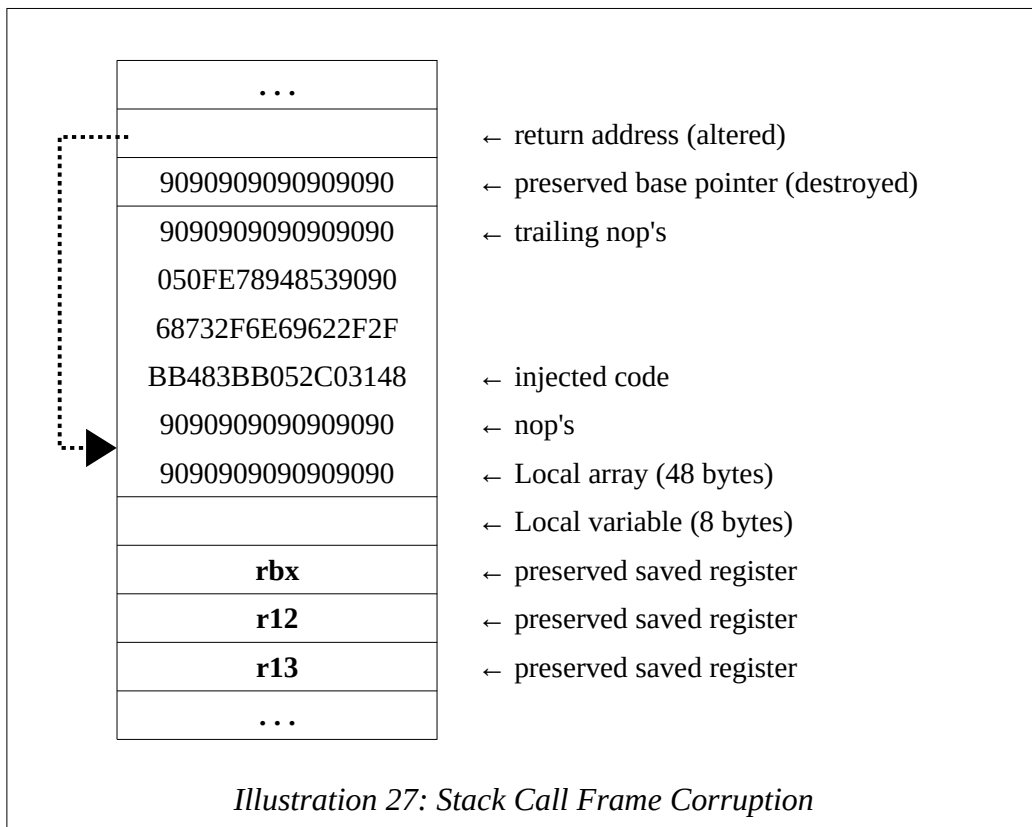 . . .
← return address (altered)
9090909090909090 ← preserved base pointer (destroyed)
9090909090909090 ← trailing nop's
050FE78948539090
68732F6E69622F2F
BB483BB052C03148 ← injected code
9090909090909090 ← nop's
9090909090909090 ← Local array (48 bytes)
← Local variable (8 bytes)
rbx ← preserved saved register
r12 ← preserved saved register
r13 ← preserved saved register
. . .
Illustration 27: Stack Call Frame Corruption